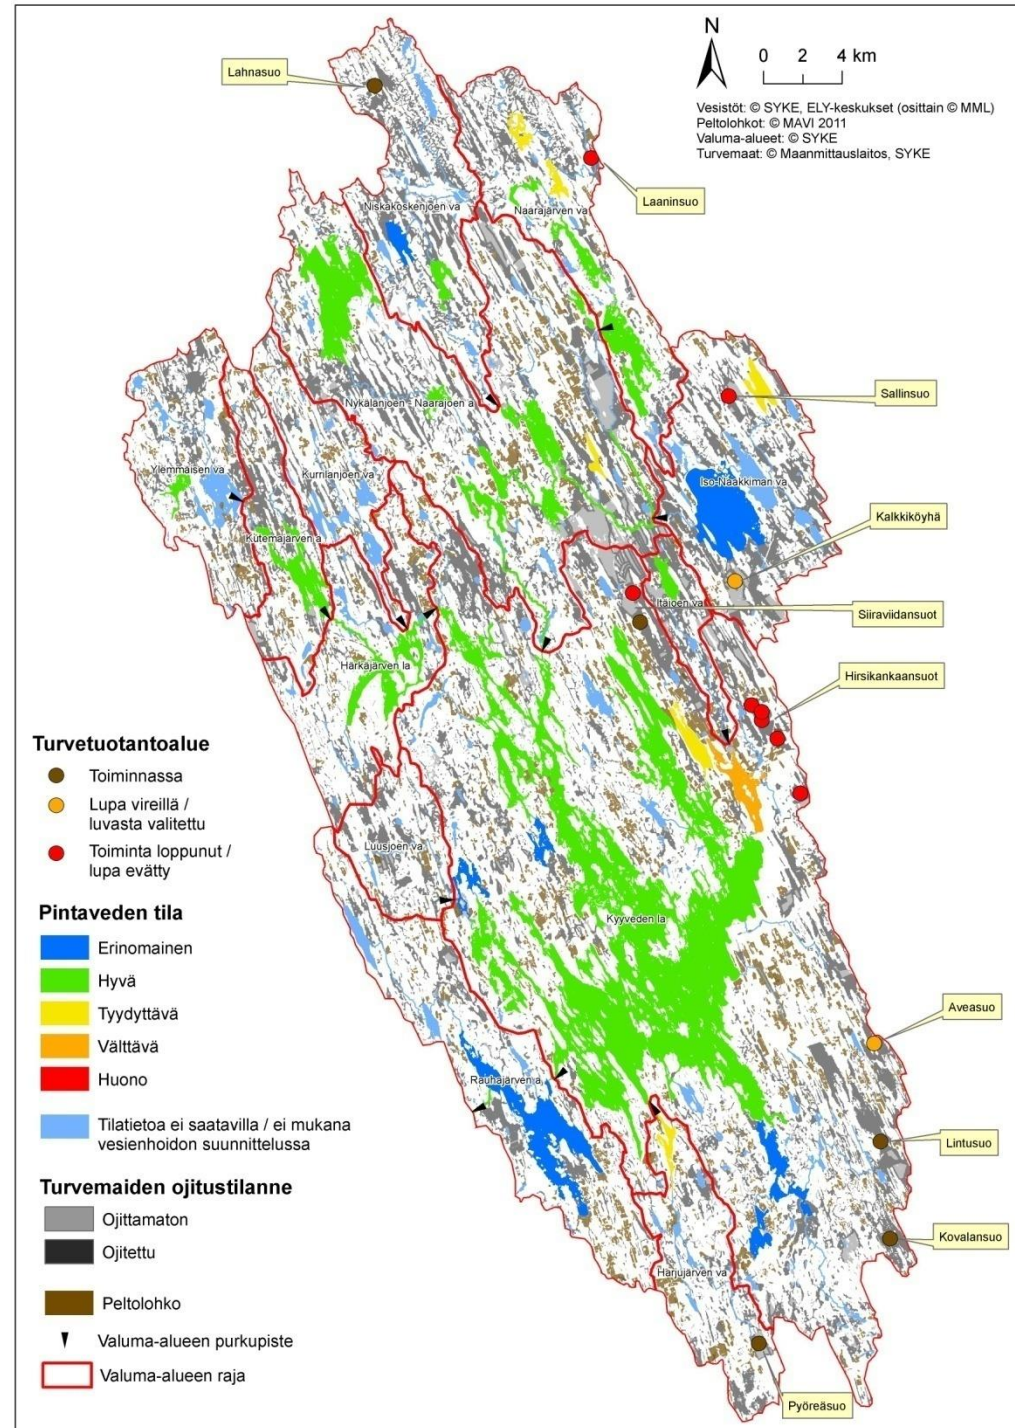 N
0 2 4 km
Vesistöt: © SYKE, ELY-keskukset (osittain © MML)
Peltolohkot: © MAVI 2011
Valuma-alueet: © SYKE
Turvemaat: © Maanmittauslaitos, SYKE
Lahnasuo
Laaninsuo
Niskakoskenjoen va
Naarajärven va
Sallinsuo
Nykälänjoen - Naarajoen a
Ylemmäisen va
Kurrilanjoen va
Iso-Naakkiman va
Kalkkiköyhä
Kutemajärven a
Itäjoen va
Siiraviidansuot
Härkäjärven la
Hirsikankaansuot
Turvetuotantoalue
Toiminnassa
Lupa vireillä /
luvasta valitettu
Toiminta loppunut /
lupa evätty
Luusjoen va
Pintaveden tila
Erinomainen
Hyvä
Tyydyttävä
Välttävä
Huono
Tilatietoa ei saatavilla / ei mukana
vesienhoidon suunnittelussa
Kyyveden la
Aveasuo
Rauhajärven a
Lintusuo
Turvemaiden ojitustilanne
Ojittamaton
Ojitettu
Peltolohko
Valuma-alueen purkupiste
Valuma-alueen raja
Kovalansuo
Harjujärven va
Pyöreäsuo